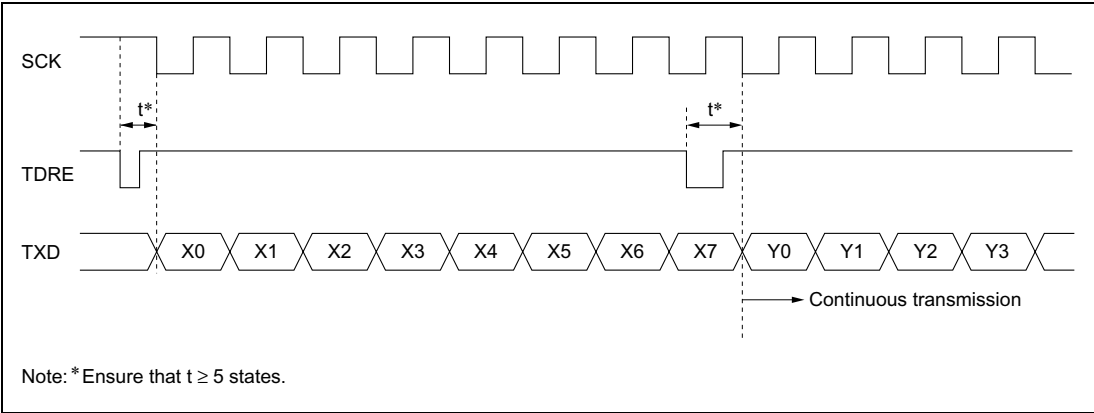 SCK
t* t*
TDRE
TXD X0 X1 X2 X3 X4 X5 X6 X7 Y0 Y1 Y2 Y3
Continuous transmission
Note: * Ensure that t ≥ 5 states.